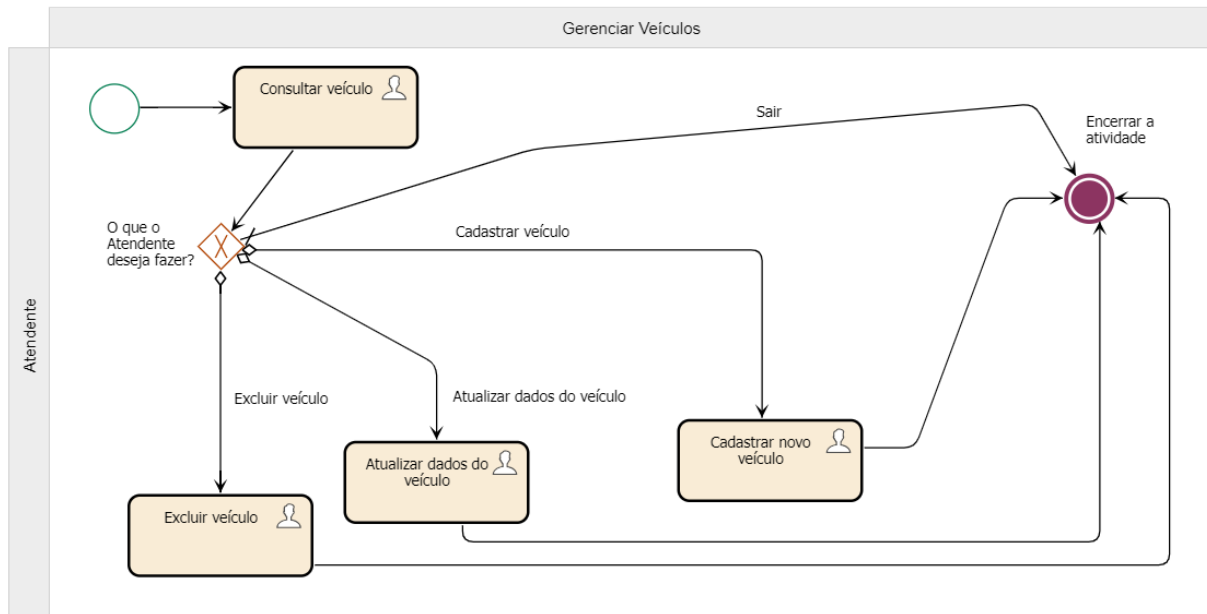 Gerenciar Veículos
Atendente
Consultar veículo
Sair
Encerrar a
atividade
O que o
Atendente
deseja fazer?
X
Cadastrar veículo
Excluir veículo
Atualizar dados do veículo
Cadastrar novo
veículo
Atualizar dados do
veículo
Excluir veículo